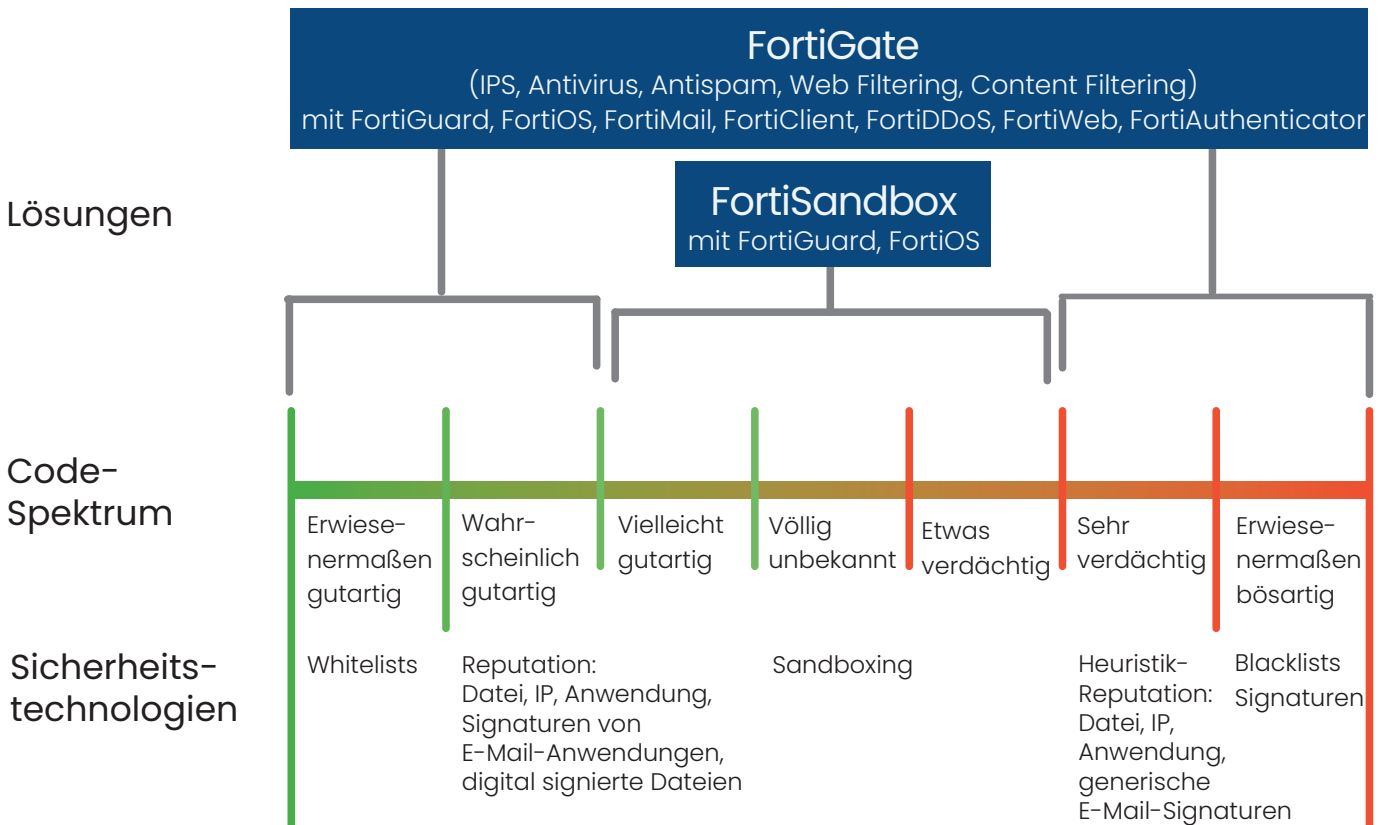 FortiGate
(IPS, Antivirus, Antispam, Web Filtering, Content Filtering)
mit FortiGuard, FortiOS, FortiMail, FortiClient, FortiDDoS, FortiWeb, FortiAuthenticator
Lösungen
FortiSandbox
mit FortiGuard, FortiOS
Code-
Spektrum
Erwiese-
nermaßen
gutartig
Wahr-
scheinlich
gutartig
Vielleicht
gutartig
Völlig
unbekannt
Etwas
verdächtig
Sehr
verdächtig
Erwiese-
nermaßen
bösartig
Sicherheits-
technologien
Whitelists
Reputation:
Datei, IP, Anwendung,
Signaturen von
E-Mail-Anwendungen,
digital signierte Dateien
Sandboxing
Heuristik-
Reputation:
Datei, IP,
Anwendung,
generische
E-Mail-Signaturen
Blacklists
Signaturen